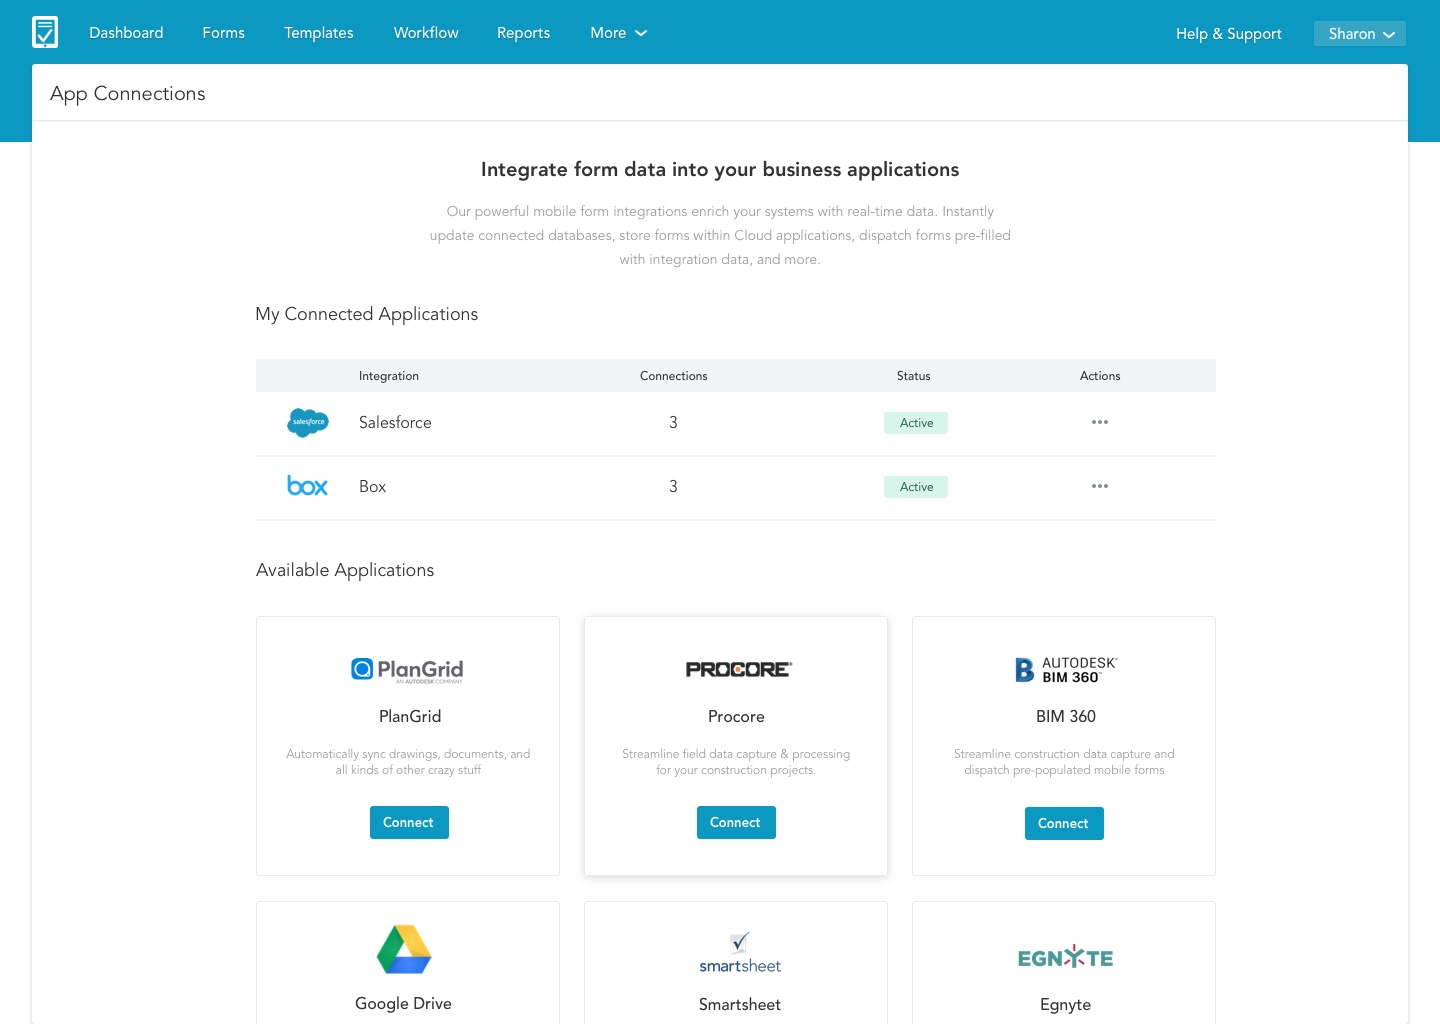 Dashboard Forms Templates Workflow Reports More Help & Support Sharon
App Connections
Integrate form data into your business applications
Our powerful mobile form integrations enrich your systems with real-time data. Instantly
update connected databases, store forms within Cloud applications, dispatch forms pre-filled
with integration data, and more.
My Connected Applications
Integration Connections Status Actions
salesforce Salesforce 3 Active
box Box 3 Active
Available Applications
PlanGrid
AN AUTODESK COMPANY
PlanGrid
Automatically sync drawings, documents, and
all kinds of other crazy stuff
Connect
PROCORE
Procore
Streamline field data capture & processing
for your construction projects.
Connect
AUTODESK
BIM 360
BIM 360
Streamline construction data capture and
dispatch pre-populated mobile forms
Connect
Google Drive
smartsheet
Smartsheet
EGNYTE
Egnyte